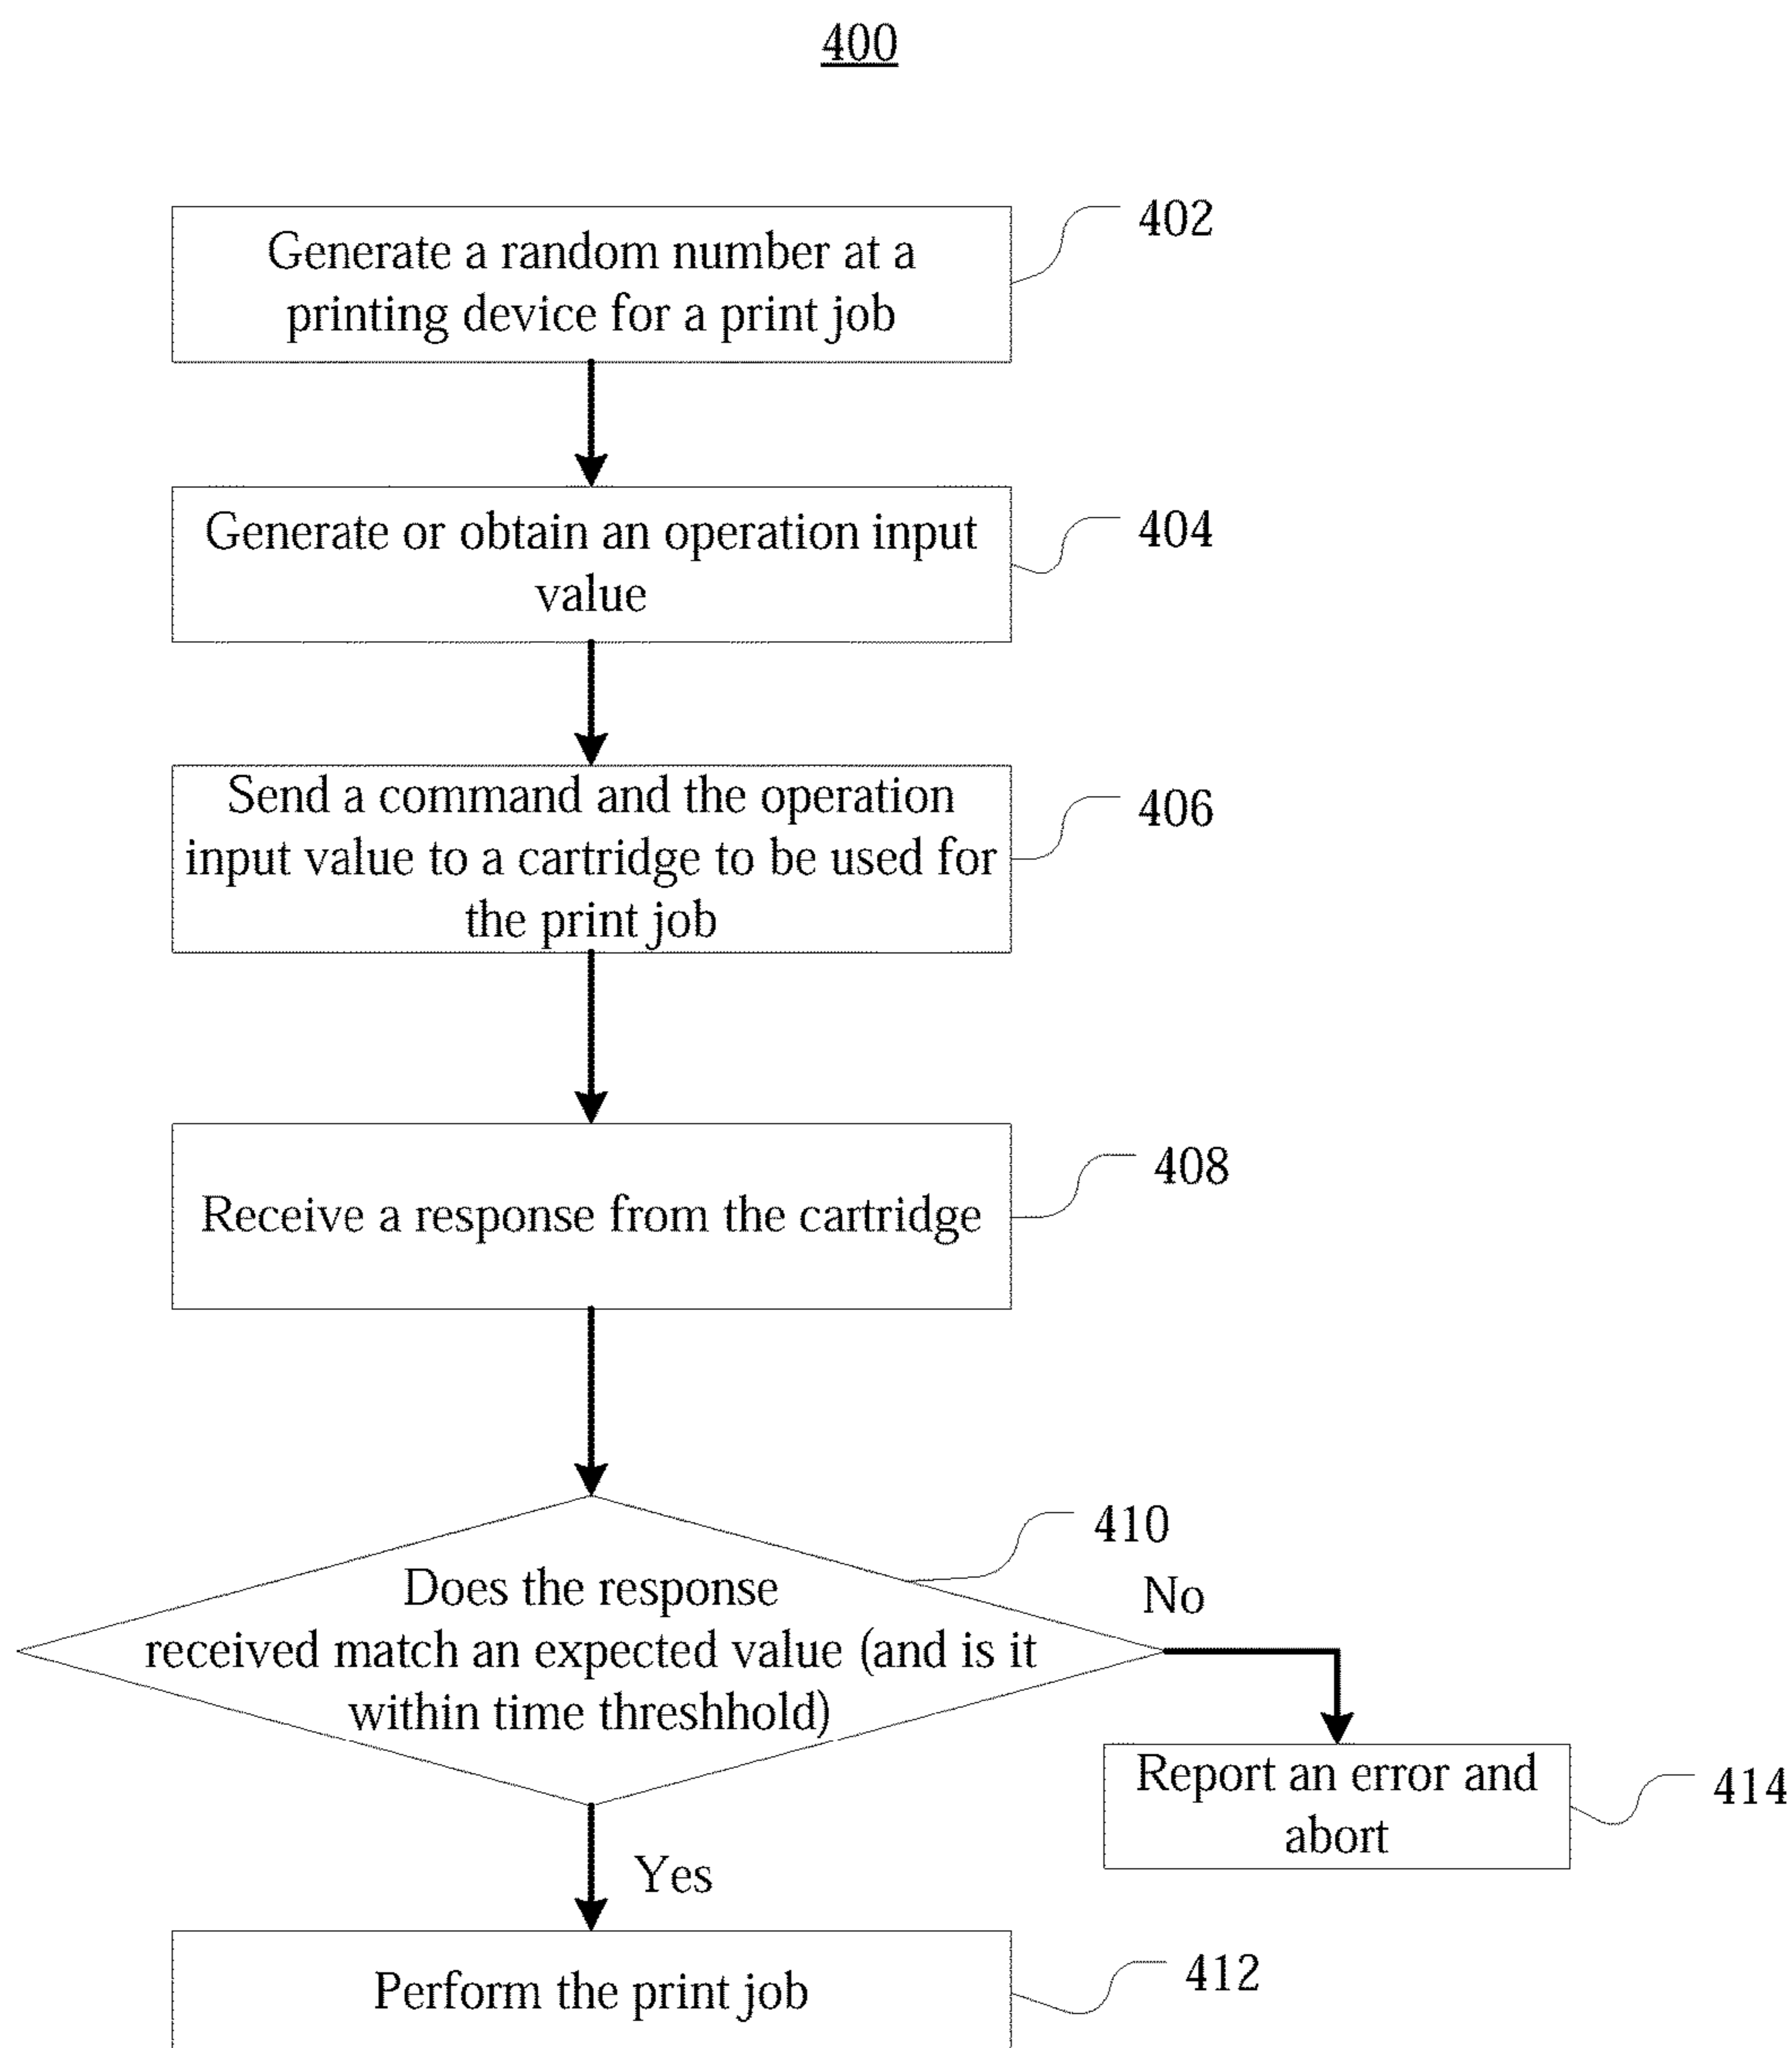 400
Generate a random number at a
printing device for a print job
402
Generate or obtain an operation input
value
404
Send a command and the operation
input value to a cartridge to be used for
the print job
406
Receive a response from the cartridge
408
Does the response
received match an expected value (and is it
within time threshhold)
410
No
Report an error and
abort
414
Yes
Perform the print job
412